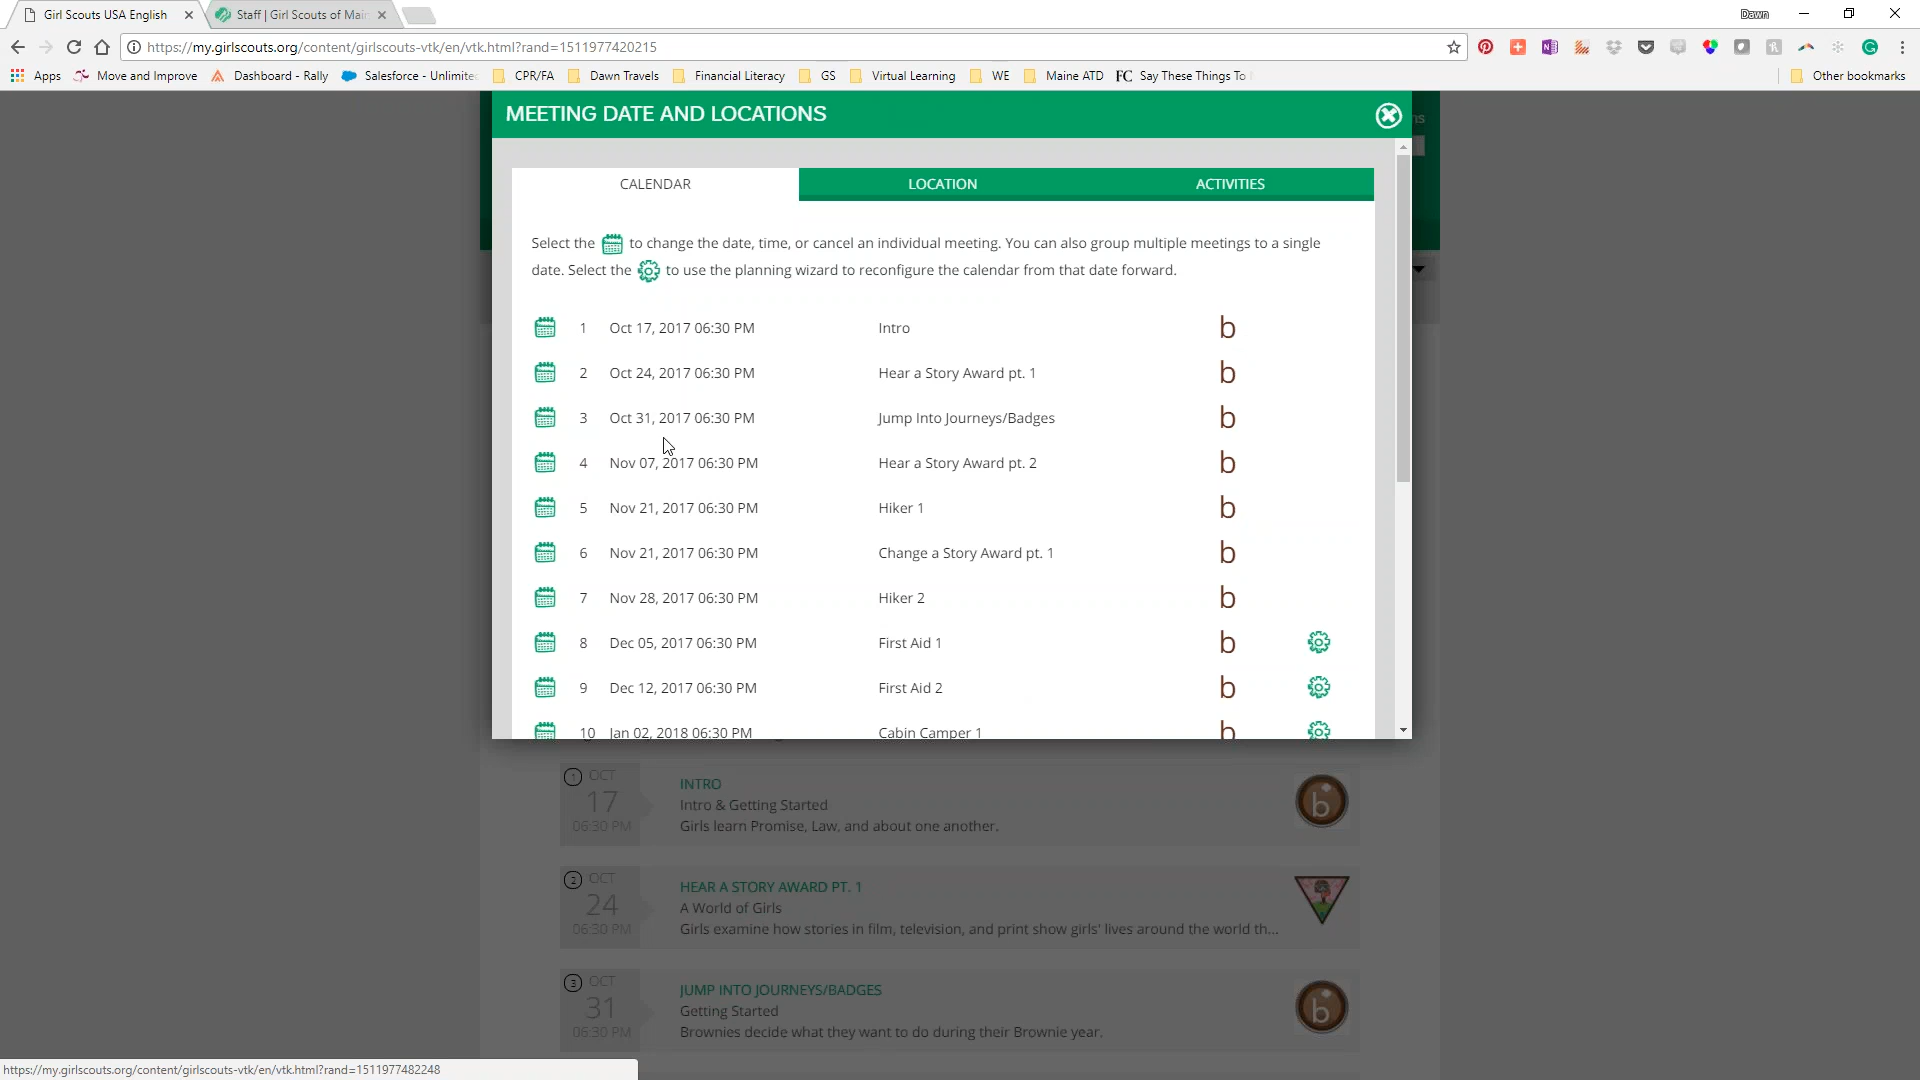 Girl Scouts USA English
Staff | Girl Scouts of Mai
Dawn
https://my.girlscouts.org/content/girlscouts-vtk/en/vtk.html?rand=1511977420215
Apps Move and Improve Dashboard - Rally Salesforce - Unlimite CPR/FA Dawn Travels Financial Literacy GS Virtual Learning WE Maine ATD FC Say These Things To Other bookmarks
MEETING DATE AND LOCATIONS
ns
CALENDAR LOCATION ACTIVITIES
Select the to change the date, time, or cancel an individual meeting. You can also group multiple meetings to a single
date. Select the to use the planning wizard to reconfigure the calendar from that date forward.
1 Oct 17, 2017 06:30 PM Intro b
2 Oct 24, 2017 06:30 PM Hear a Story Award pt. 1 b
3 Oct 31, 2017 06:30 PM Jump Into Journeys/Badges b
4 Nov 07, 2017 06:30 PM Hear a Story Award pt. 2 b
5 Nov 21, 2017 06:30 PM Hiker 1 b
6 Nov 21, 2017 06:30 PM Change a Story Award pt. 1 b
7 Nov 28, 2017 06:30 PM Hiker 2 b
8 Dec 05, 2017 06:30 PM First Aid 1 b
9 Dec 12, 2017 06:30 PM First Aid 2 b
10 Jan 02, 2018 06:30 PM Cabin Camper 1 b
1 OCT
17
06:30 PM
INTRO
Intro & Getting Started
Girls learn Promise, Law, and about one another.
b
2 OCT
24
06:30 PM
HEAR A STORY AWARD PT. 1
A World of Girls
Girls examine how stories in film, television, and print show girls' lives around the world th...
3 OCT
31
06:30 PM
JUMP INTO JOURNEYS/BADGES
Getting Started
Brownies decide what they want to do during their Brownie year.
b
https://my.girlscouts.org/content/girlscouts-vtk/en/vtk.html?rand=1511977482248